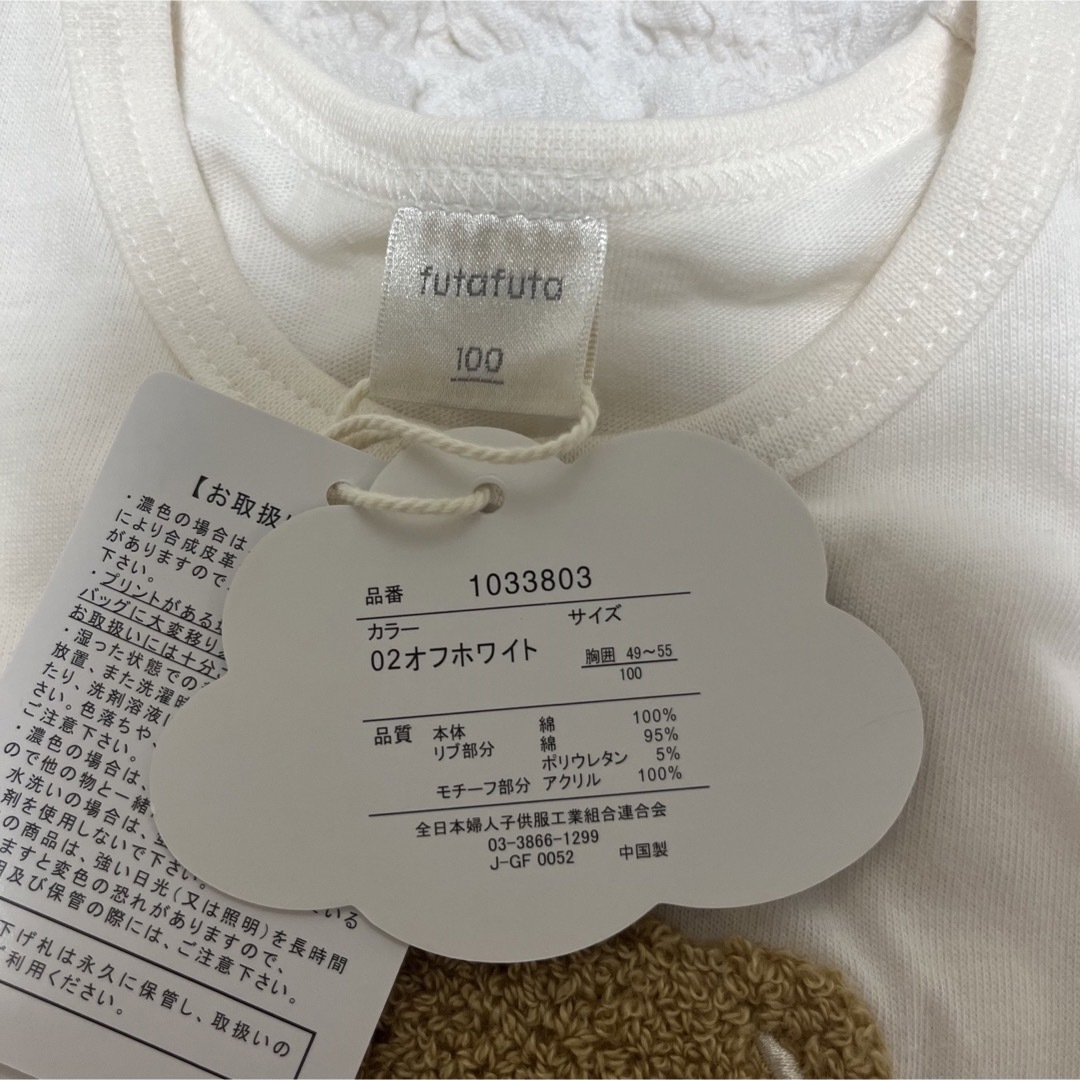 futafuta
100
品番 1033803
カラー サイズ
02オフホワイト 胸囲 49～55
100
品質 本体 綿 100%
リブ部分 綿 95%
ポリウレタン 5%
モチーフ部分 アクリル 100%
全日本婦人子供服工業組合連合会
03-3866-1299
J-GF 0052 中国製
【お取扱
・濃色の場合は、
により合成皮革
がありますので
下さい。
・プリントがある
バッグに大変移り
お取扱いには十分
・湿った状態での
放置、また洗濯時
たり、洗剤溶液
さい。色落ちや、
ご注意下さい。
・濃色の場合は、
ので他の物と一緒
水洗いの場合は、
剤を使用しないで下さい。
の商品は、強い日光(又は照明)を長時間
ますと変色の恐れがありますので、
及び保管の際には、ご注意下さい。
下げ札は永久に保管し、取扱いの
利用ください。